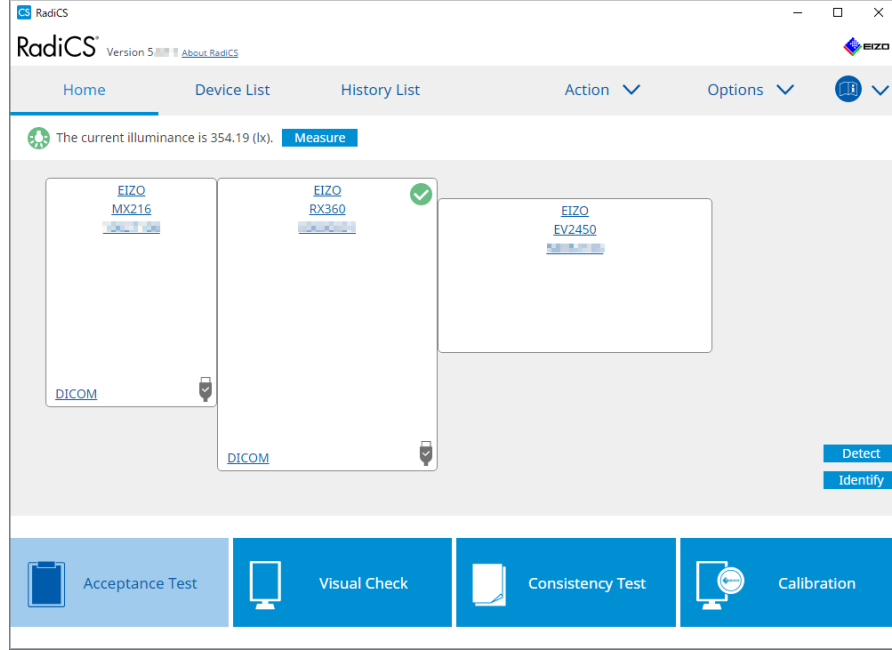 CS RadiCS
RadiCS Version 5. About RadiCS
EIZO
Home Device List History List Action Options
The current illuminance is 354.19 (lx). Measure
EIZO
MX216
DICOM
EIZO
RX360
DICOM
EIZO
EV2450
Detect
Identify
Acceptance Test Visual Check Consistency Test Calibration